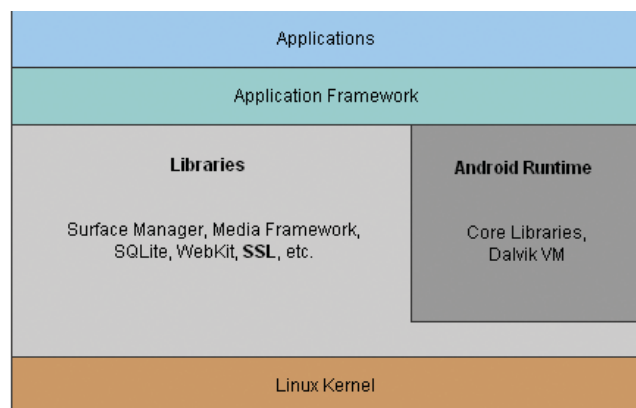 Applications
Application Framework
Libraries
Surface Manager, Media Framework,
SQLite, WebKit, SSL, etc.
Android Runtime
Core Libraries,
Dalvik VM
Linux Kernel